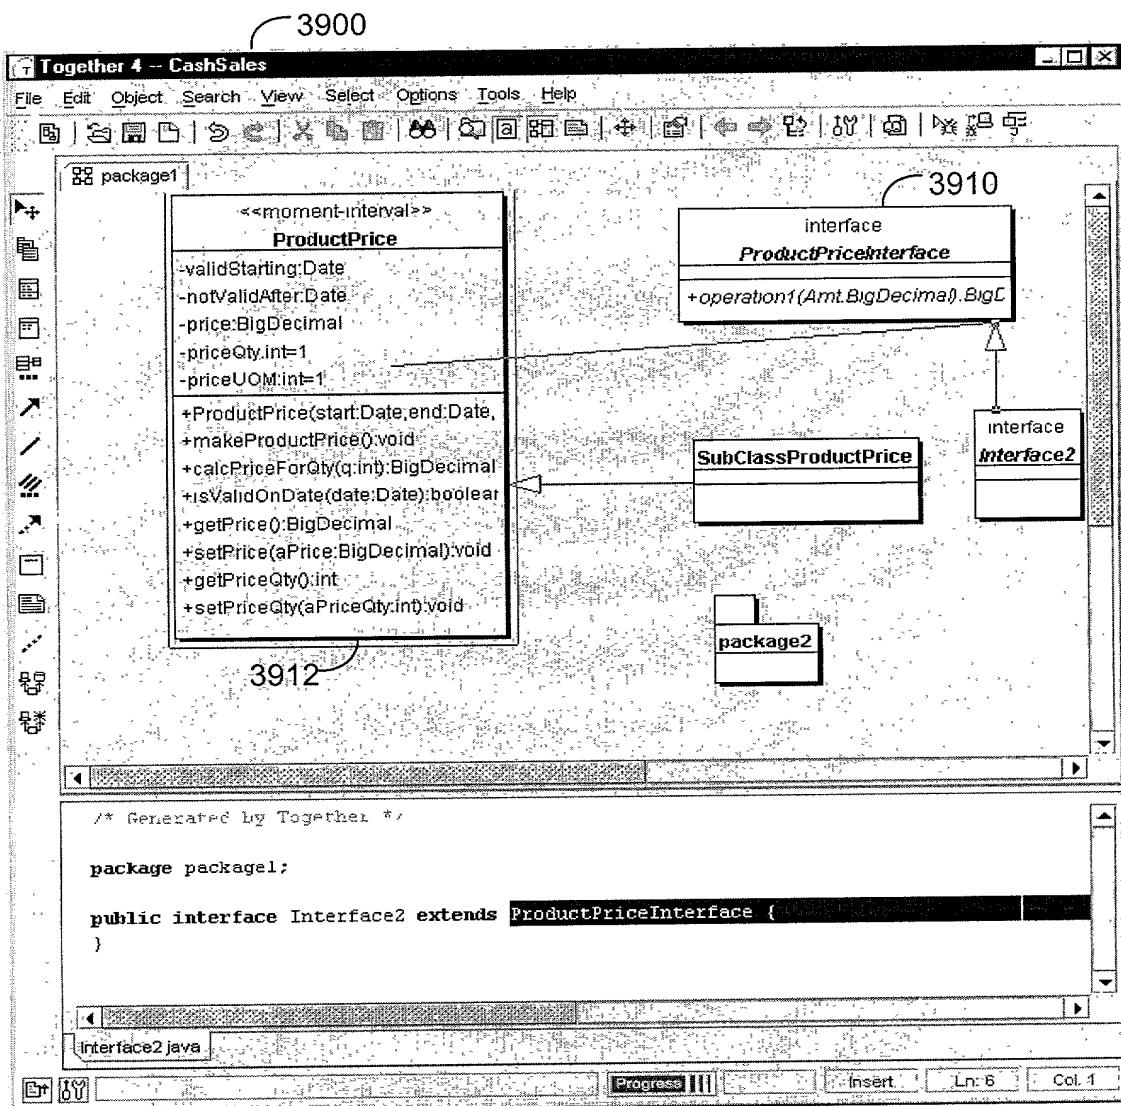 3900
Together 4 -- CashSales
File Edit Object Search View Select Options Tools Help
package1
3910
<<moment-interval>>
ProductPrice
-validStarting:Date
-notValidAfter:Date
-price:BigDecimal
-priceQty:int=1
-priceUOM:int=1
+ProductPrice(start:Date,end:Date,
+makeProductPrice():void
+calcPriceForQty(q:int):BigDecimal
+isValidOnDate(date:Date):boolear
+getPrice():BigDecimal
+setPrice(aPrice:BigDecimal):void
+getPriceQty():int
+setPriceQty(aPriceQty:int):void
3912
interface
ProductPriceInterface
+operation1(Amt:BigDecimal):BigD
SubClassProductPrice
interface
Interface2
package2
/* Generated by Together */
package package1;
public interface Interface2 extends ProductPriceInterface {
}
Interface2.java
Progress
Insert
Ln: 6
Col: 1